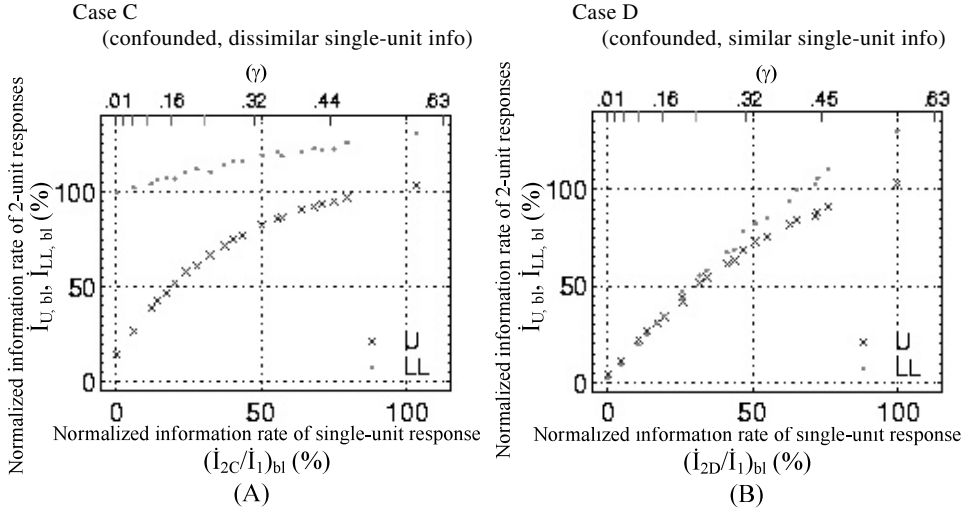 Case C
(confounded, dissimilar single-unit info)
(γ)
.01 .16 .32 .44 .63
Normalized information rate of 2-unit responses
İU, bl, İLL, bl (%)
100
50
0
U
LL
0 50 100
Normalized information rate of single-unit response
(İ2C/İ1)bl (%)
(A)
Case D
(confounded, similar single-unit info)
(γ)
.01 .16 .32 .45 .63
Normalized information rate of 2-unit responses
İU, bl, İLL, bl (%)
100
50
0
U
LL
0 50 100
Normalized information rate of single-unit response
(İ2D/İ1)bl (%)
(B)